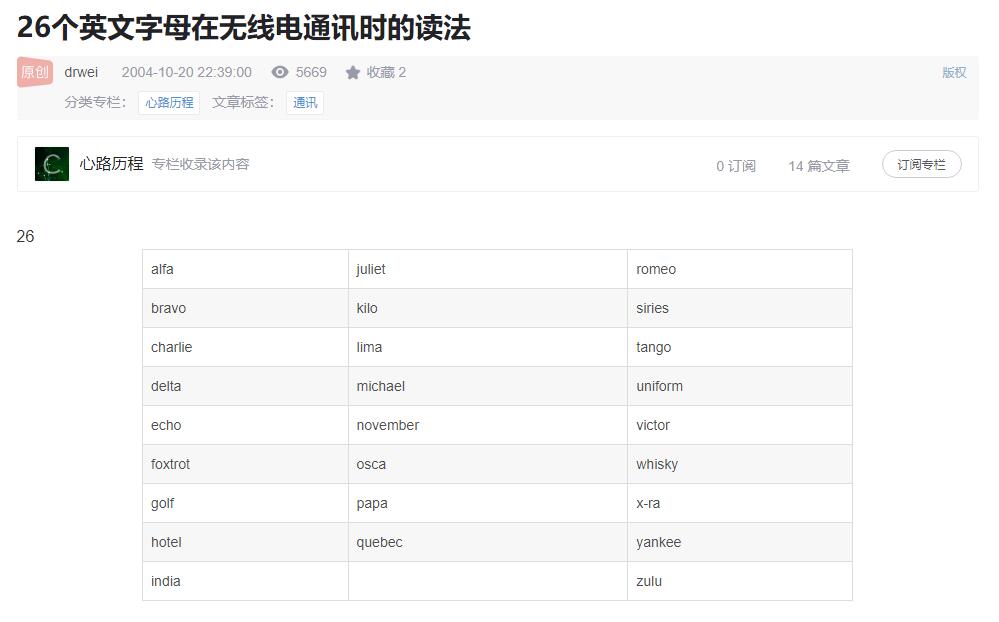 26个英文字母在无线电通讯时的读法
原创 drwei 2004-10-20 22:39:00 5669 收藏 2 版权
分类专栏： 心路历程 文章标签： 通讯
心路历程 专栏收录该内容 0 订阅 14 篇文章 订阅专栏
26
alfa juliet romeo
bravo kilo siries
charlie lima tango
delta michael uniform
echo november victor
foxtrot osca whisky
golf papa x-ra
hotel quebec yankee
india zulu